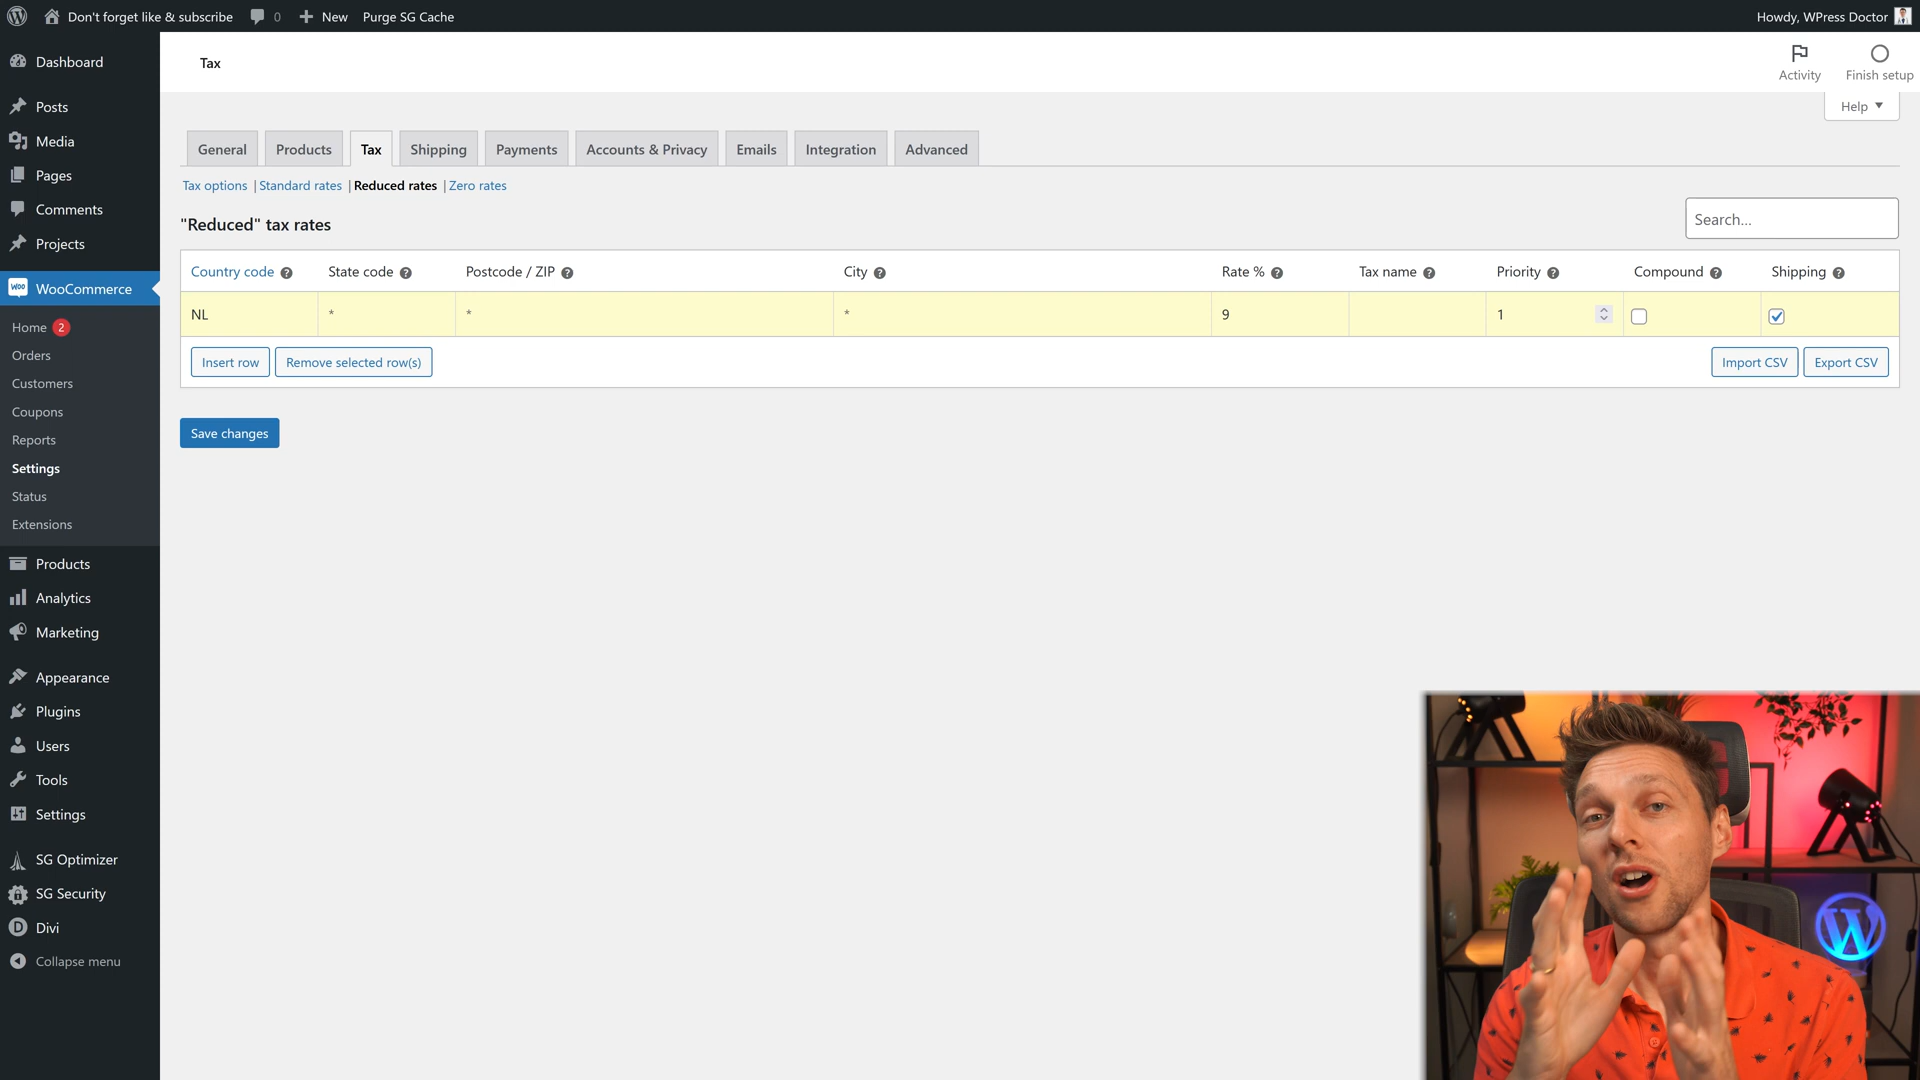 Don't forget like & subscribe 0 New Purge SG Cache Howdy, WPress Doctor
Tax
Activity Finish setup
Help
Dashboard
Posts
Media
Pages
Comments
Projects
WooCommerce
Home 2
Orders
Customers
Coupons
Reports
Settings
Status
Extensions
Products
Analytics
Marketing
Appearance
Plugins
Users
Tools
Settings
SG Optimizer
SG Security
Divi
Collapse menu
General Products Tax Shipping Payments Accounts & Privacy Emails Integration Advanced
Tax options | Standard rates | Reduced rates | Zero rates
"Reduced" tax rates
Search...
Country code State code Postcode / ZIP City Rate % Tax name Priority Compound Shipping
NL * * * 9 1
Insert row Remove selected row(s) Import CSV Export CSV
Save changes